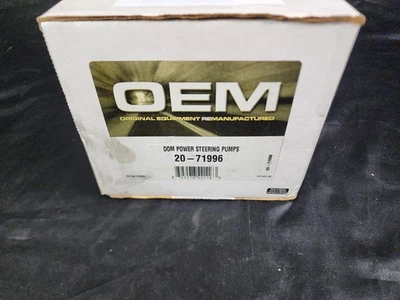 OEM
ORIGINAL EQUIPMENT REMANUFACTURED
DOM POWER STEERING PUMPS
20-71996